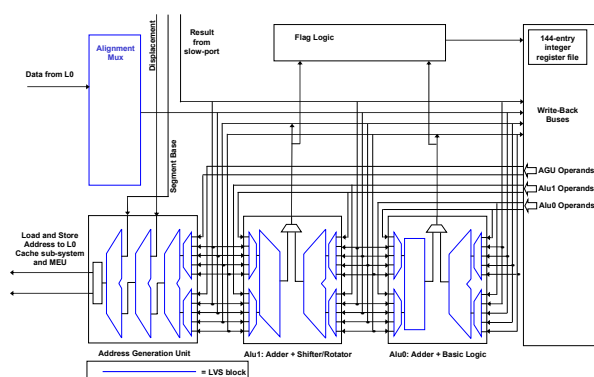 Alignment
Mux
Data from L0
Displacement
Segment Base
Result
from
slow-port
Flag Logic
144-entry
integer
register file
Write-Back
Buses
AGU Operands
Alu1 Operands
Alu0 Operands
Load and Store
Address to L0
Cache sub-system
and MEU
Address Generation Unit
Alu1: Adder + Shifter/Rotator
Alu0: Adder + Basic Logic
= LVS block